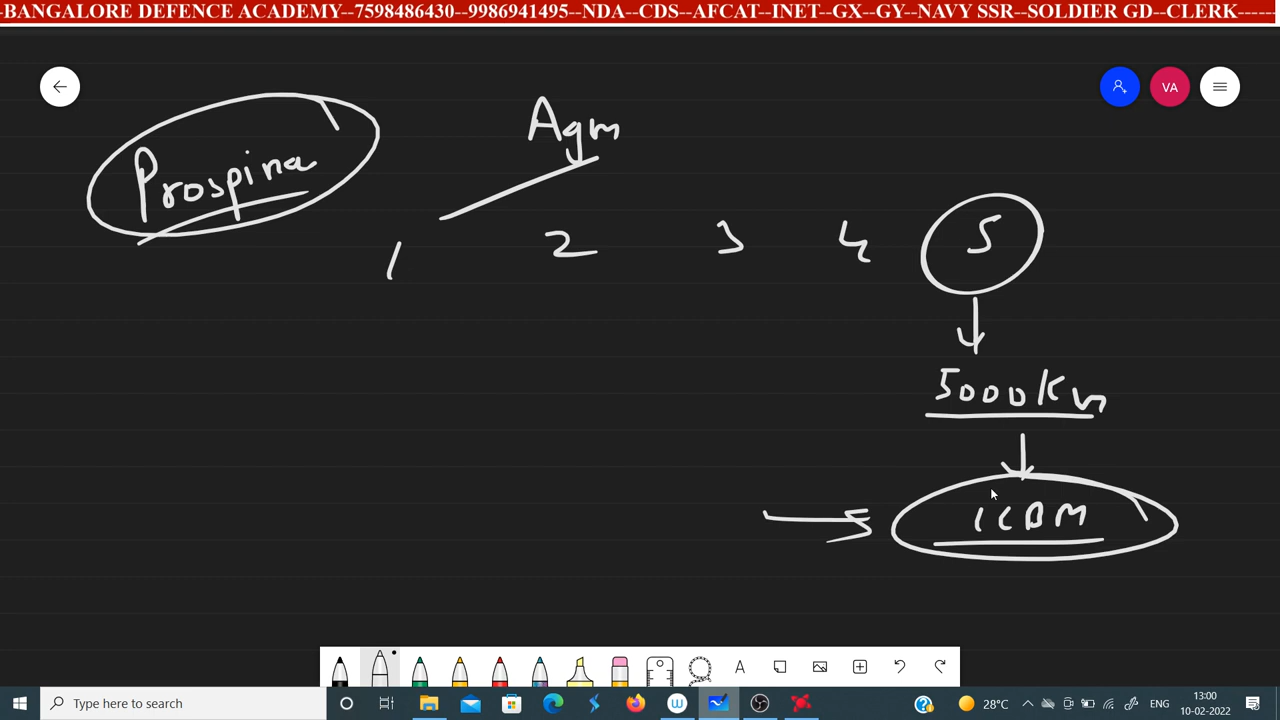 -BANGALORE DEFENCE ACADEMY--7598486430--9986941495--NDA--CDS--AFCAT--INET--GX--GY--NAVY SSR--SOLDIER GD--CLERK------
VA
Agm
Prospina
1 2 3 4 5
5000Km
ICBM
A
Type here to search
28°C
ENG
13:00
10-02-2022